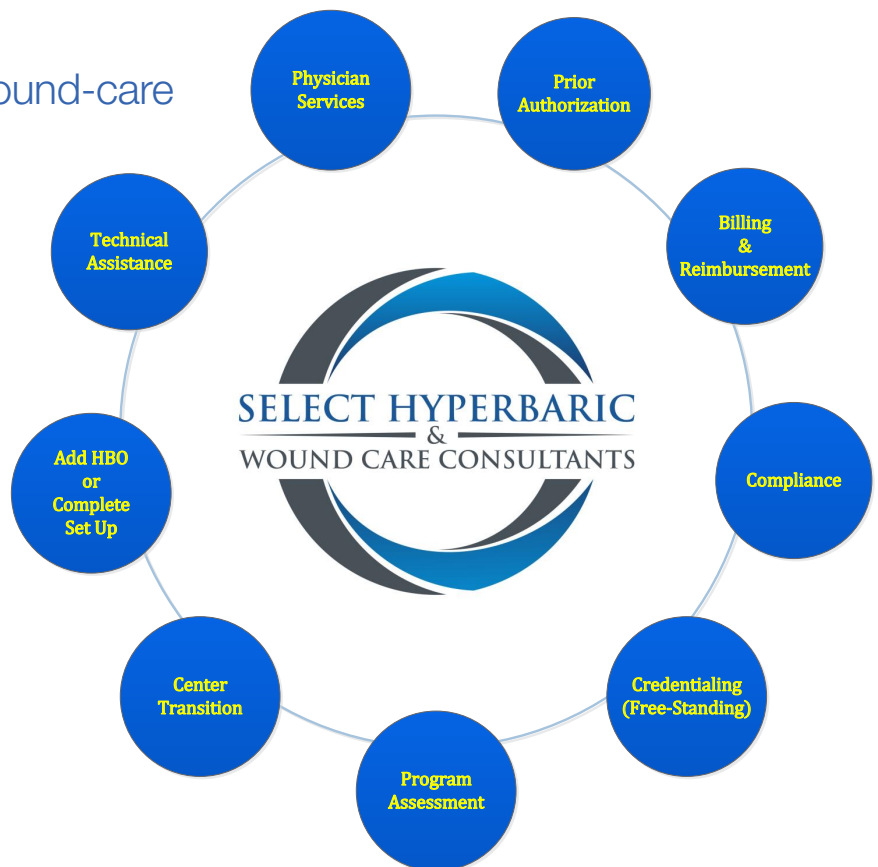 ound-care
Physician
Services
Prior
Authorization
Billing
&
Reimbursement
Technical
Assistance
SELECT HYPERBARIC
&
WOUND CARE CONSULTANTS
Add HBO
or
Complete
Set Up
Compliance
Center
Transition
Credentialing
(Free-Standing)
Program
Assessment